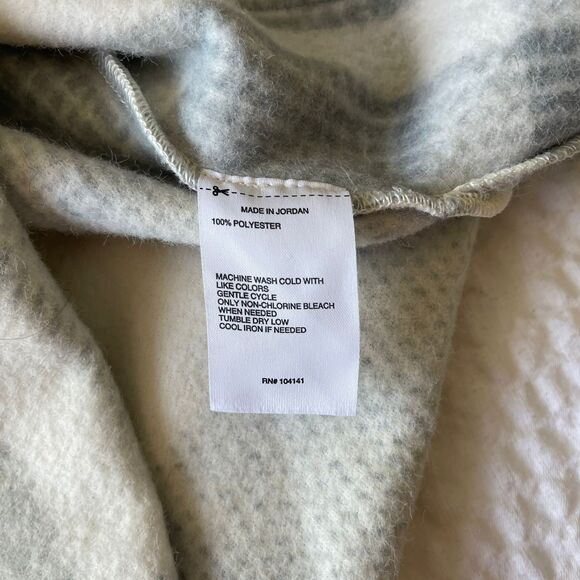 MADE IN JORDAN
100% POLYESTER
MACHINE WASH COLD WITH
LIKE COLORS
GENTLE CYCLE
ONLY NON-CHLORINE BLEACH
WHEN NEEDED
TUMBLE DRY LOW
COOL IRON IF NEEDED
RN# 104141